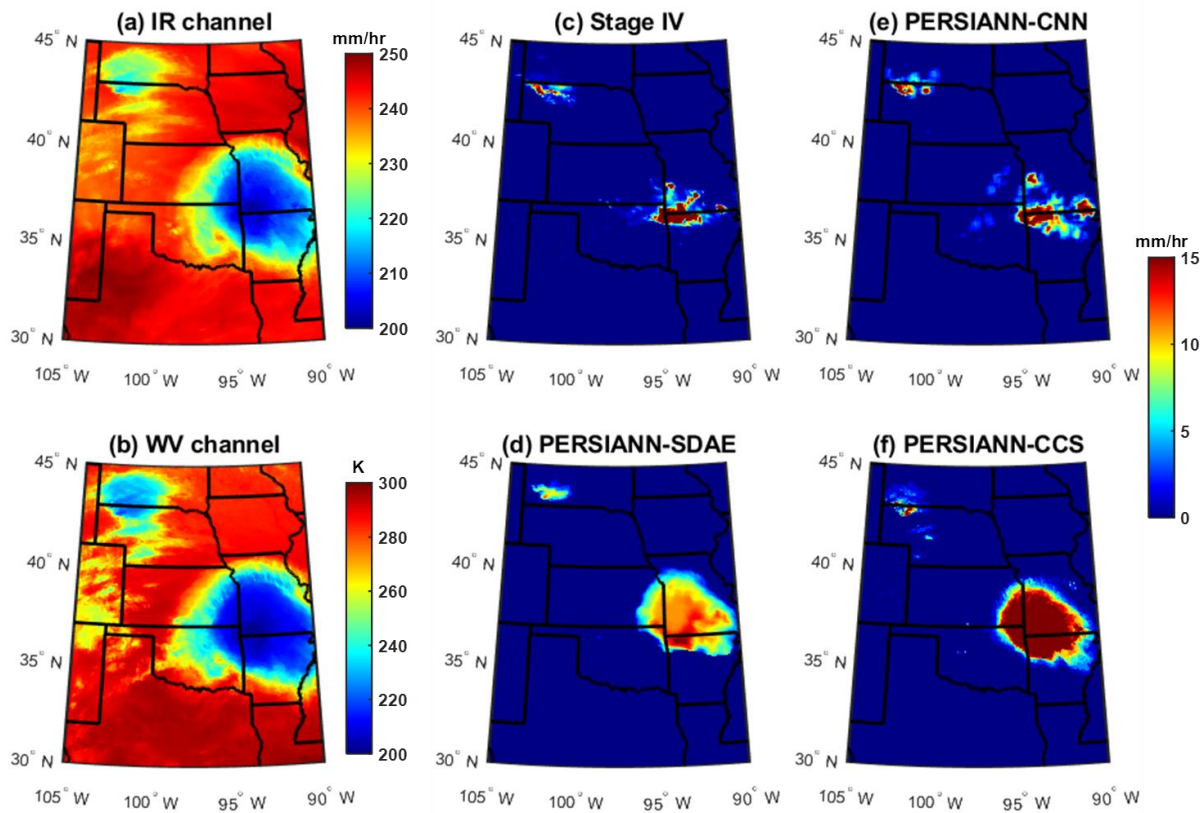 (a) IR channel
mm/hr
45° N
40° N
35° N
30° N
105° W
100° W
95° W
90° W
250
240
230
220
210
200
(c) Stage IV
45° N
40° N
35° N
30° N
105° W
100° W
95° W
90° W
(e) PERSIANN-CNN
45° N
40° N
35° N
30° N
105° W
100° W
95° W
90° W
mm/hr
15
10
5
0
(b) WV channel
K
45° N
40° N
35° N
30° N
105° W
100° W
95° W
90° W
300
280
260
240
220
200
(d) PERSIANN-SDAE
45° N
40° N
35° N
30° N
105° W
100° W
95° W
90° W
(f) PERSIANN-CCS
45° N
40° N
35° N
30° N
105° W
100° W
95° W
90° W